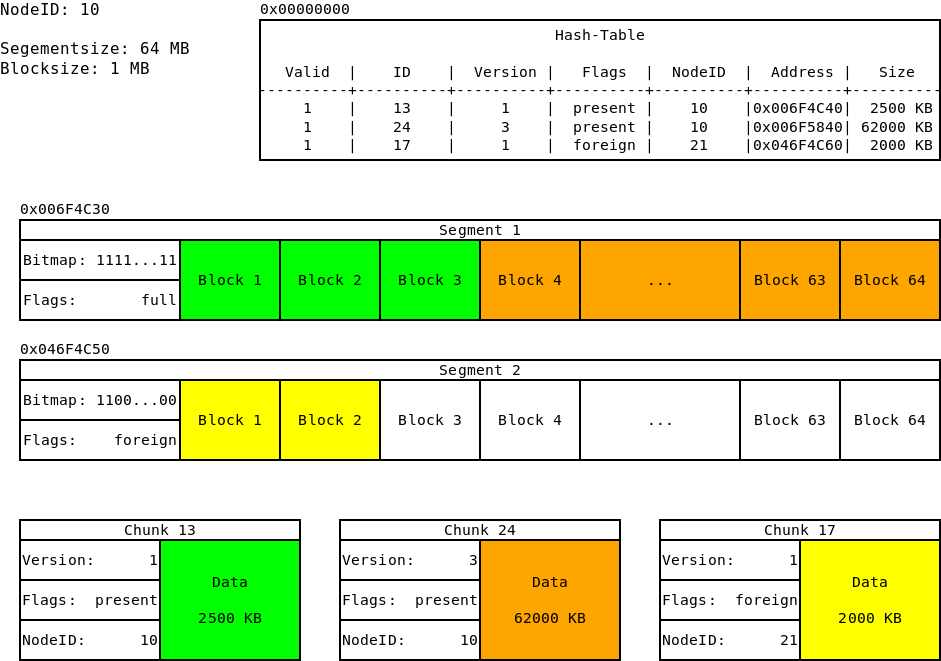 NodeID: 10
Segementsize: 64 MB
Blocksize: 1 MB
0x00000000
Hash-Table
Valid | ID | Version | Flags | NodeID | Address | Size
----------+----------+----------+----------+----------+----------+----------
1 | 13 | 1 | present | 10 |0x006F4C40| 2500 KB
1 | 24 | 3 | present | 10 |0x006F5840| 62000 KB
1 | 17 | 1 | foreign | 21 |0x046F4C60| 2000 KB
0x006F4C30
Segment 1
Bitmap: 1111...11
Flags: full
Block 1 Block 2 Block 3 Block 4 ... Block 63 Block 64
0x046F4C50
Segment 2
Bitmap: 1100...00
Flags: foreign
Block 1 Block 2 Block 3 Block 4 ... Block 63 Block 64
Chunk 13
Version: 1
Flags: present
NodeID: 10
Data
2500 KB
Chunk 24
Version: 3
Flags: present
NodeID: 10
Data
62000 KB
Chunk 17
Version: 1
Flags: foreign
NodeID: 21
Data
2000 KB